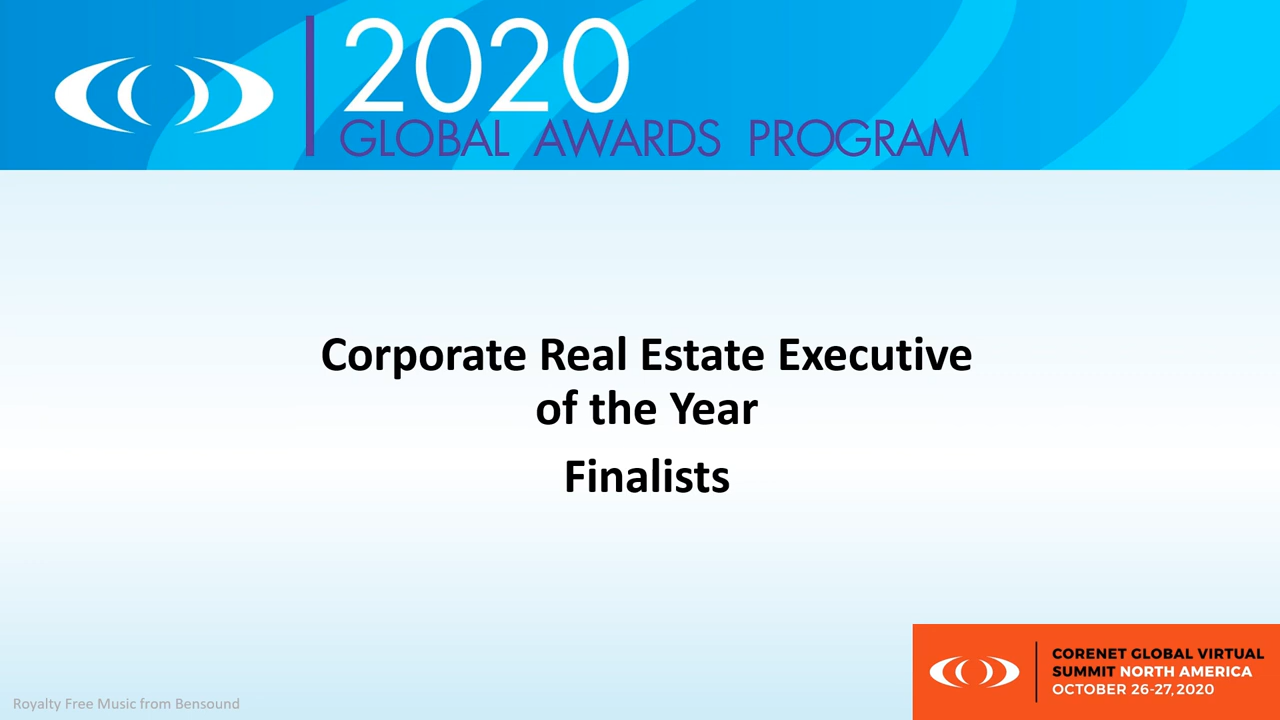 2020
GLOBAL AWARDS PROGRAM
Corporate Real Estate Executive
of the Year
Finalists
CORENET GLOBAL VIRTUAL
SUMMIT NORTH AMERICA
OCTOBER 26-27, 2020
Royalty Free Music from Bensound